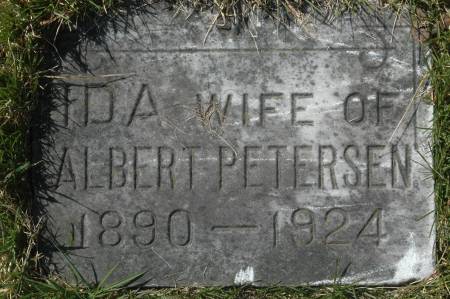 IDA WIFE OF
ALBERT PETERSEN
1890 — 1924